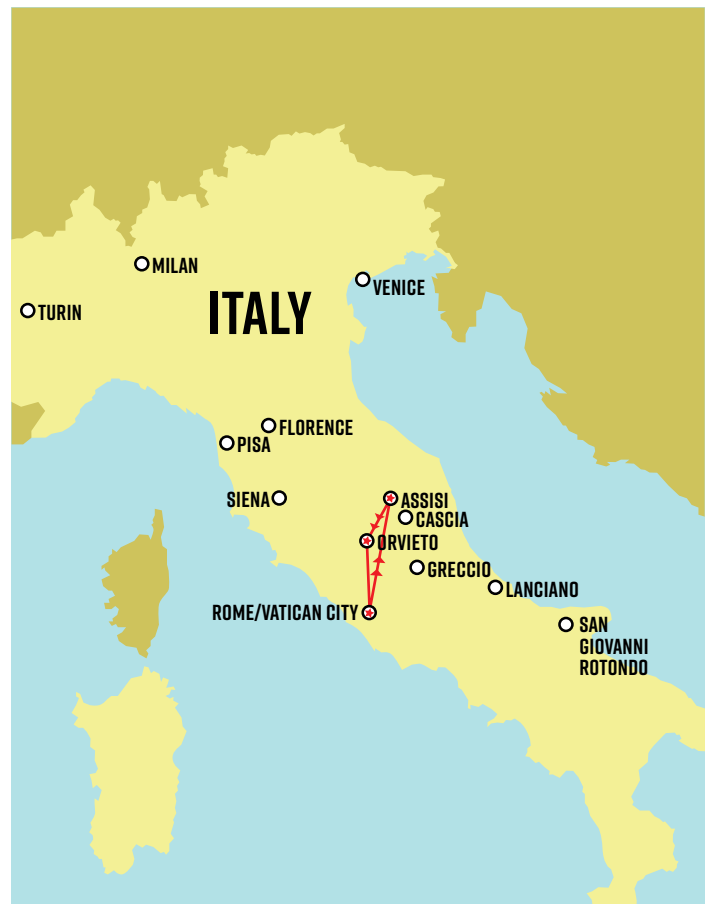 MILAN
VENICE
ITALY
TURIN
FLORENCE
PISA
SIENA
ASSISI
CASCIA
ORVIETO
GRECCIO
LANCIANO
ROME/VATICAN CITY
SAN
GIOVANNI
ROTONDO